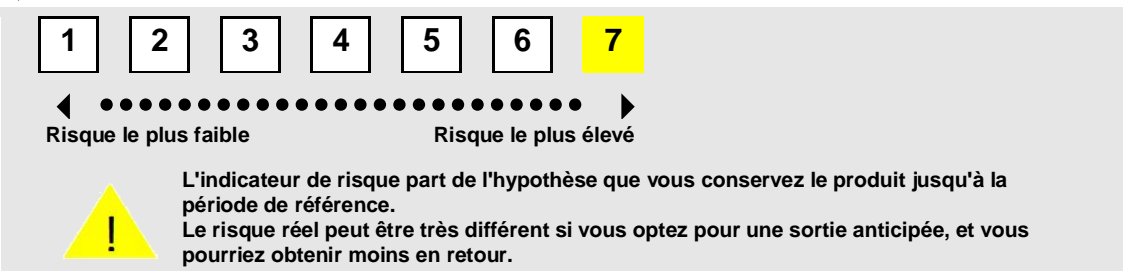 1 2 3 4 5 6 7
Risque le plus faible Risque le plus élevé
L'indicateur de risque part de l'hypothèse que vous conservez le produit jusqu'à la
période de référence.
Le risque réel peut être très différent si vous optez pour une sortie anticipée, et vous
pourriez obtenir moins en retour.
!